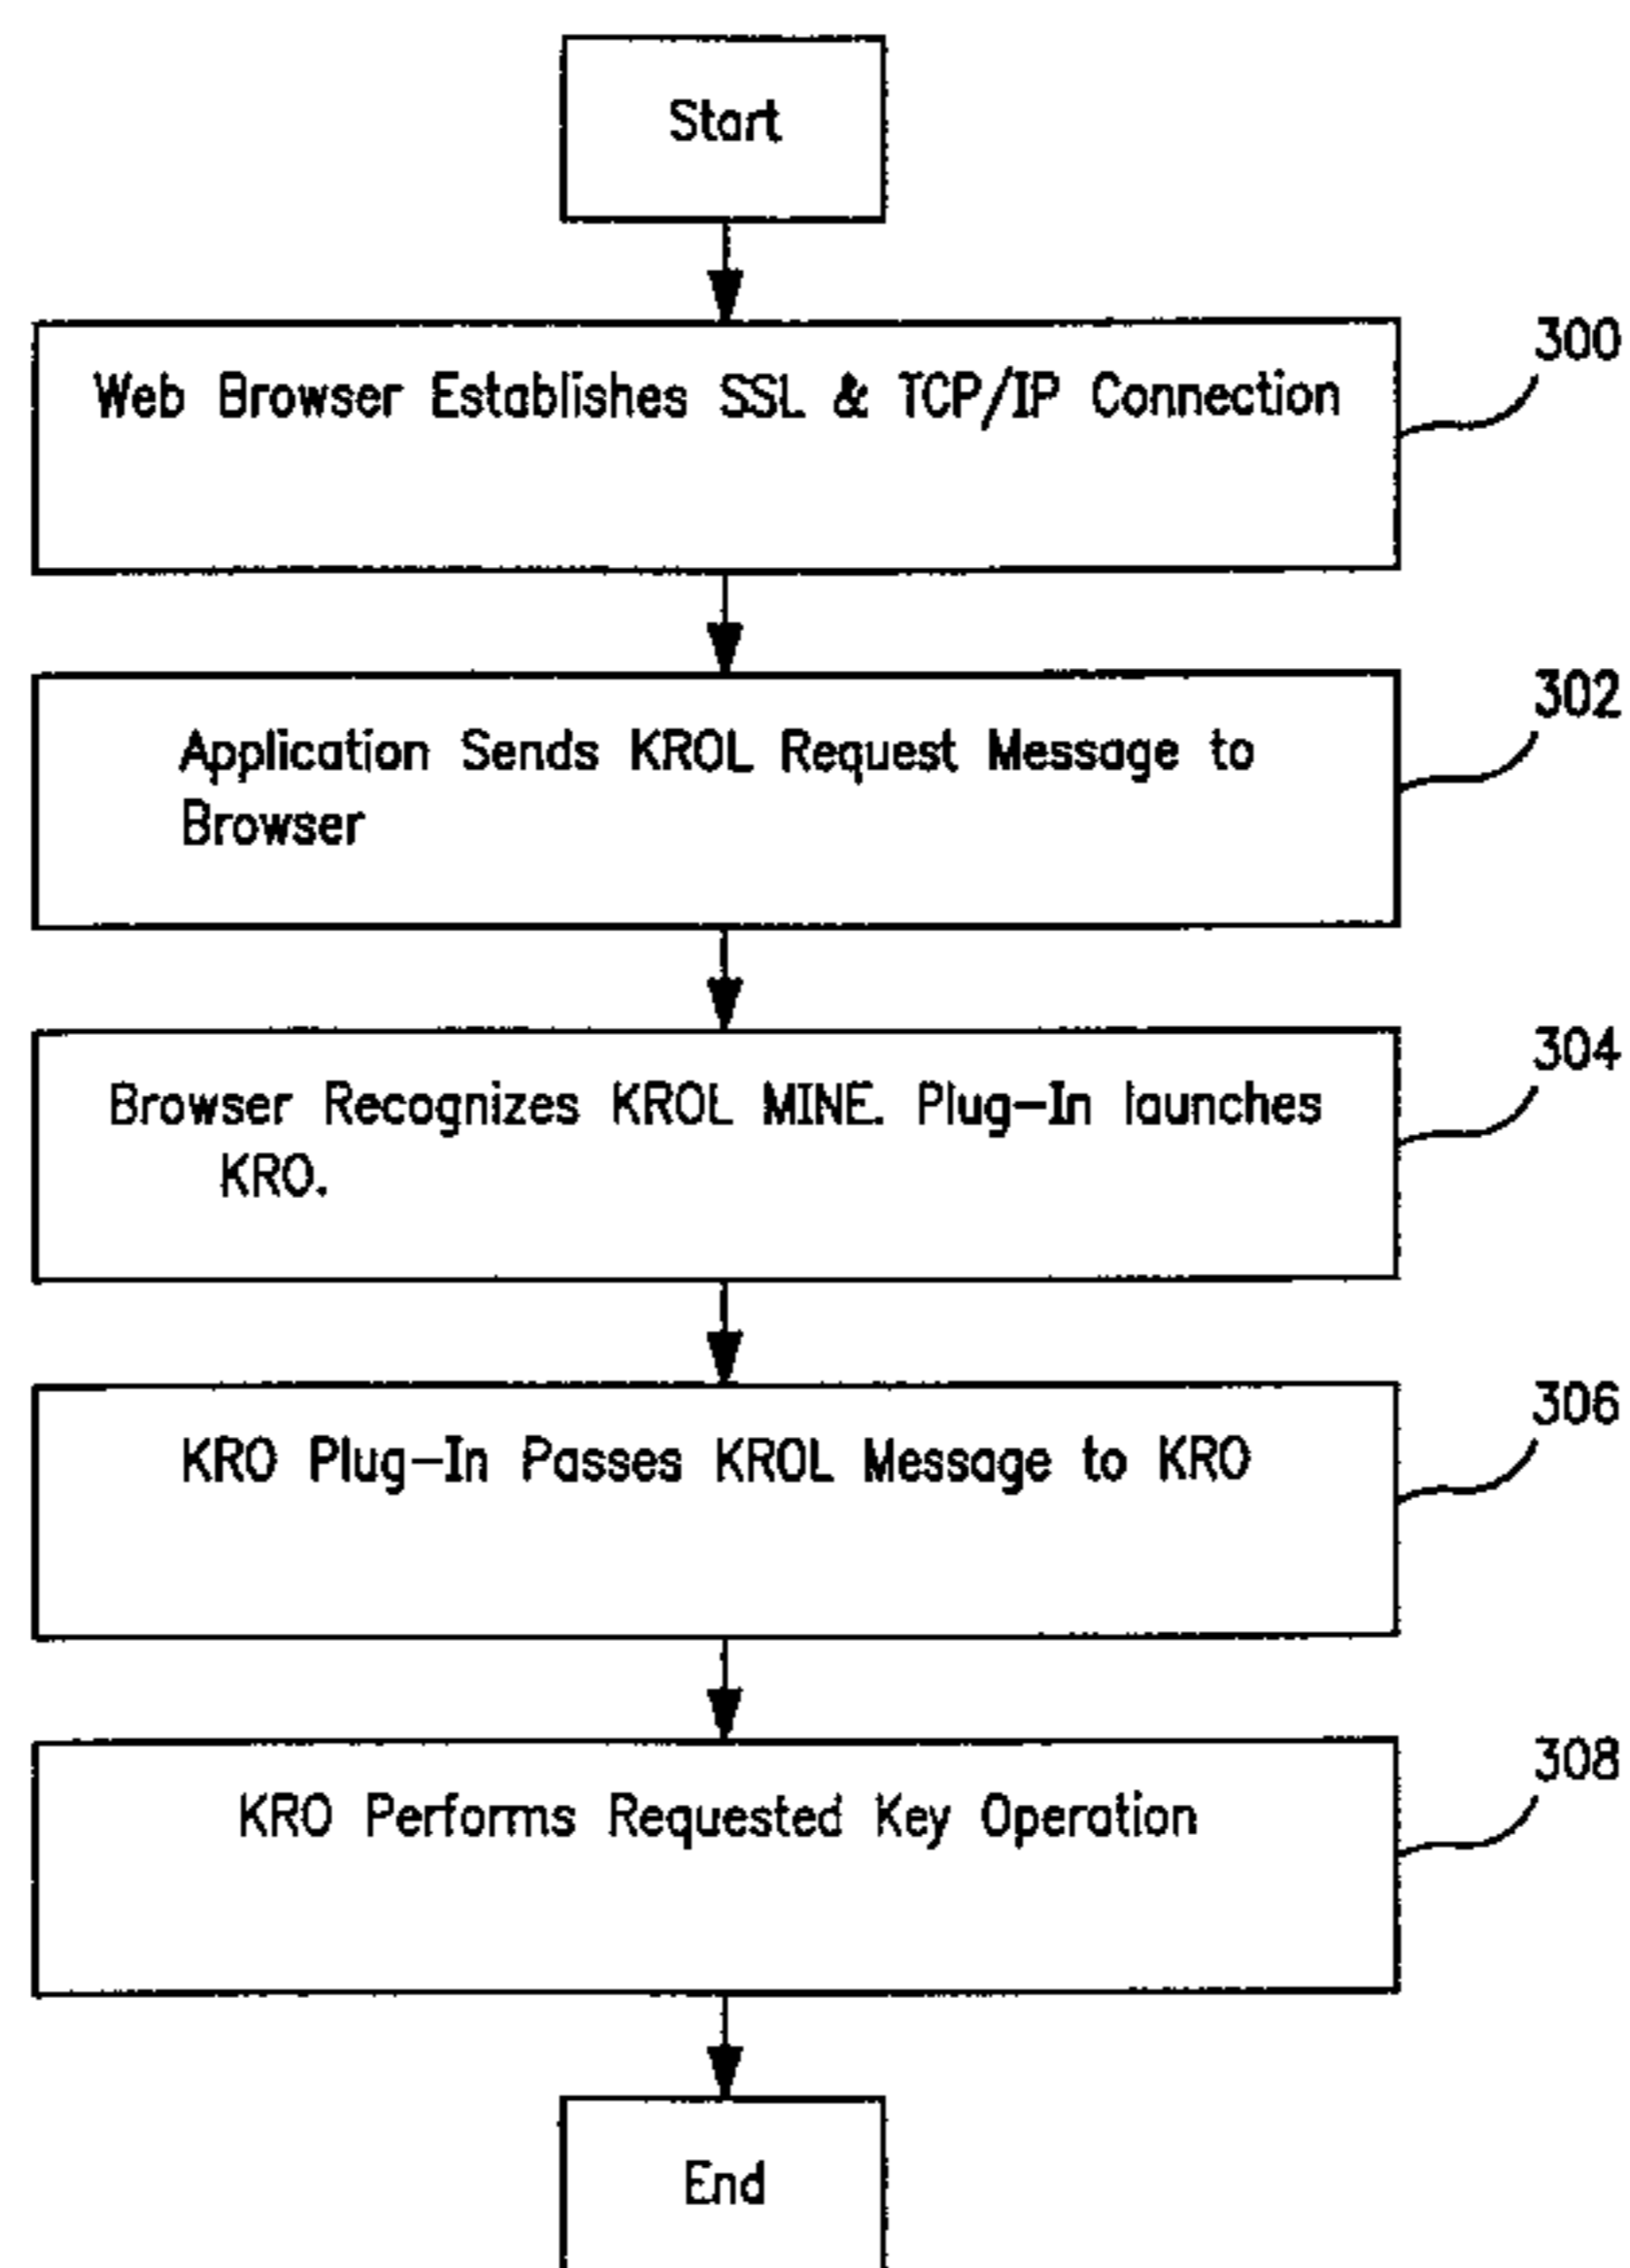 Start
300
Web Browser Establishes SSL & TCP/IP Connection
302
Application Sends KROL Request Message to
Browser
304
Browser Recognizes KROL MINE. Plug-In launches
KRO.
306
KRO Plug-In Passes KROL Message to KRO
308
KRO Performs Requested Key Operation
End